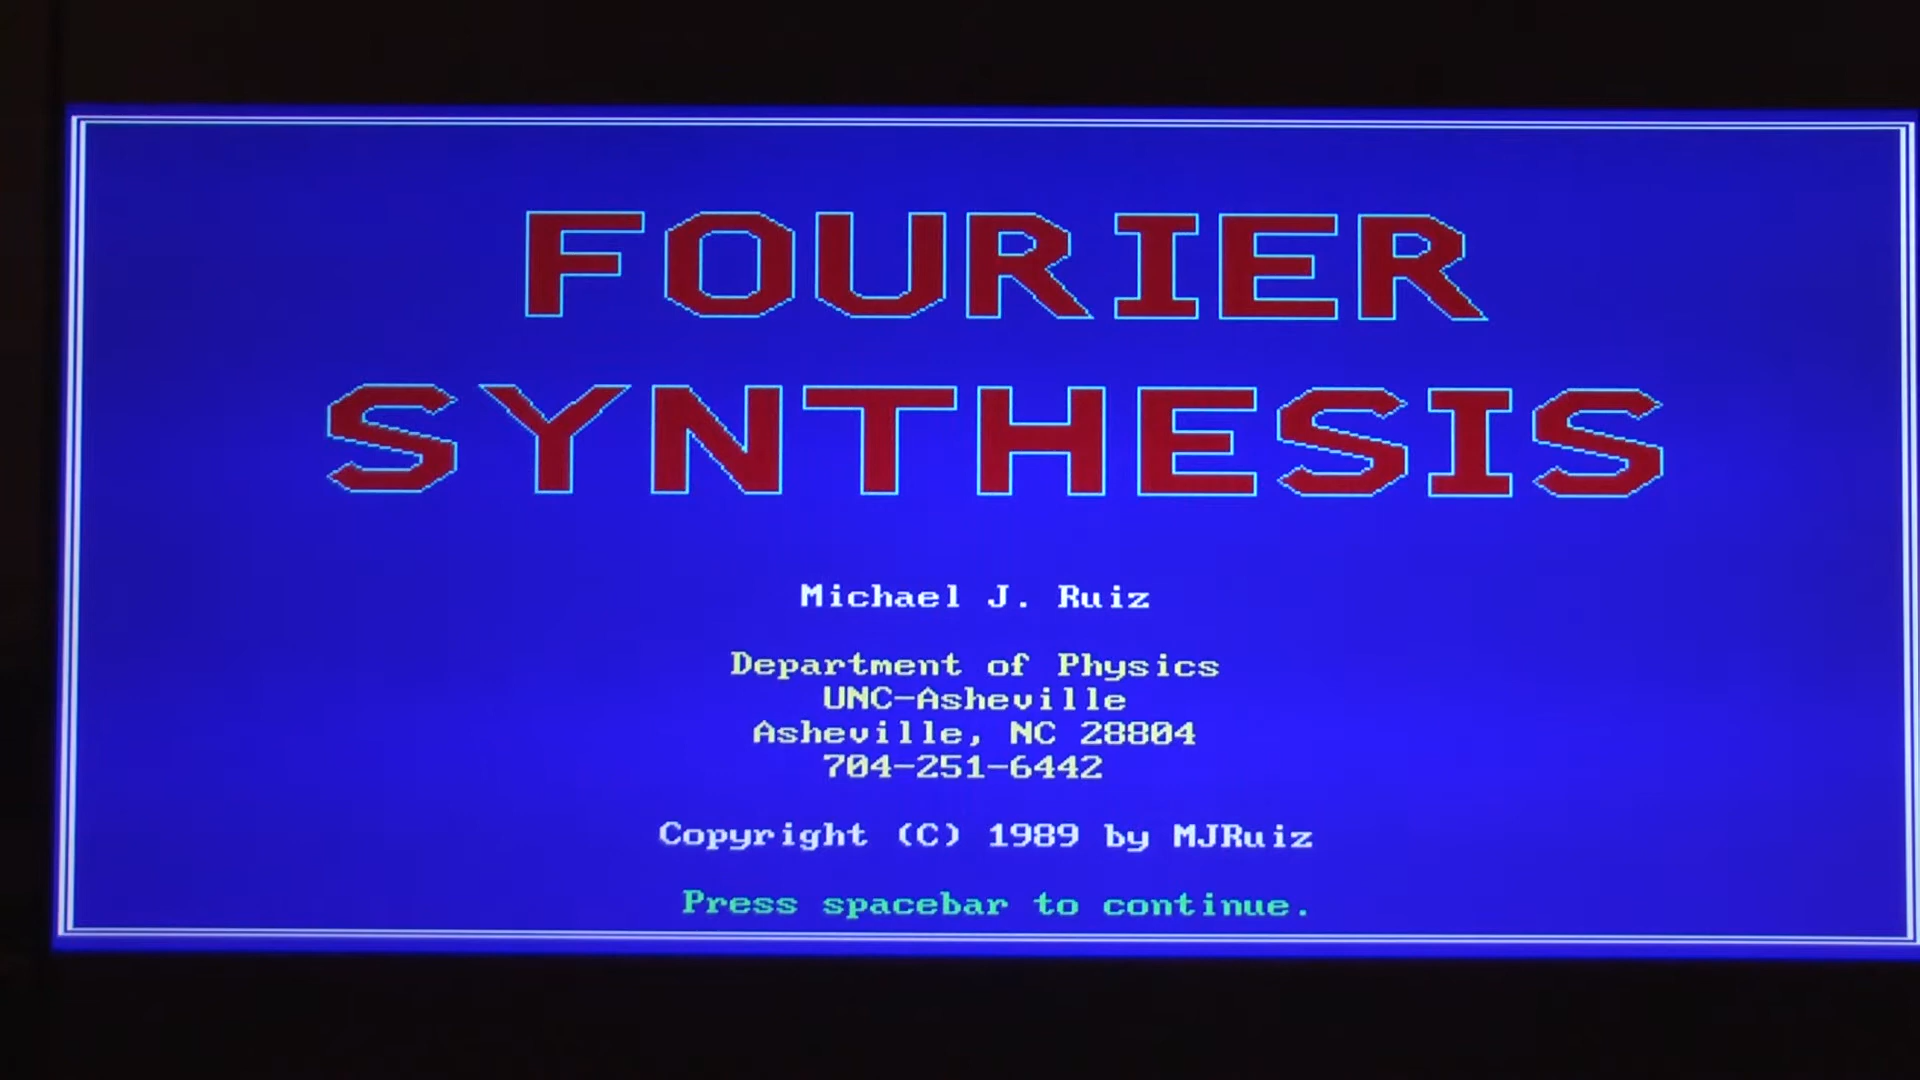 FOURIER
SYNTHESIS
Michael J. Ruiz
Department of Physics
UNC-Asheville
Asheville, NC 28804
704-251-6442
Copyright (C) 1989 by MJRuiz
Press spacebar to continue.